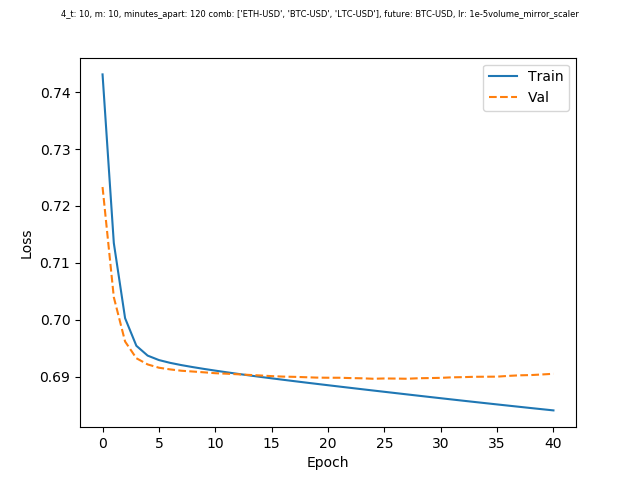 4_t: 10, m: 10, minutes_apart: 120 comb: ['ETH-USD', 'BTC-USD', 'LTC-USD'], future: BTC-USD, lr: 1e-5volume_mirror_scaler
Train
Val
0.74
0.73
0.72
0.71
0.70
0.69
Loss
0 5 10 15 20 25 30 35 40
Epoch